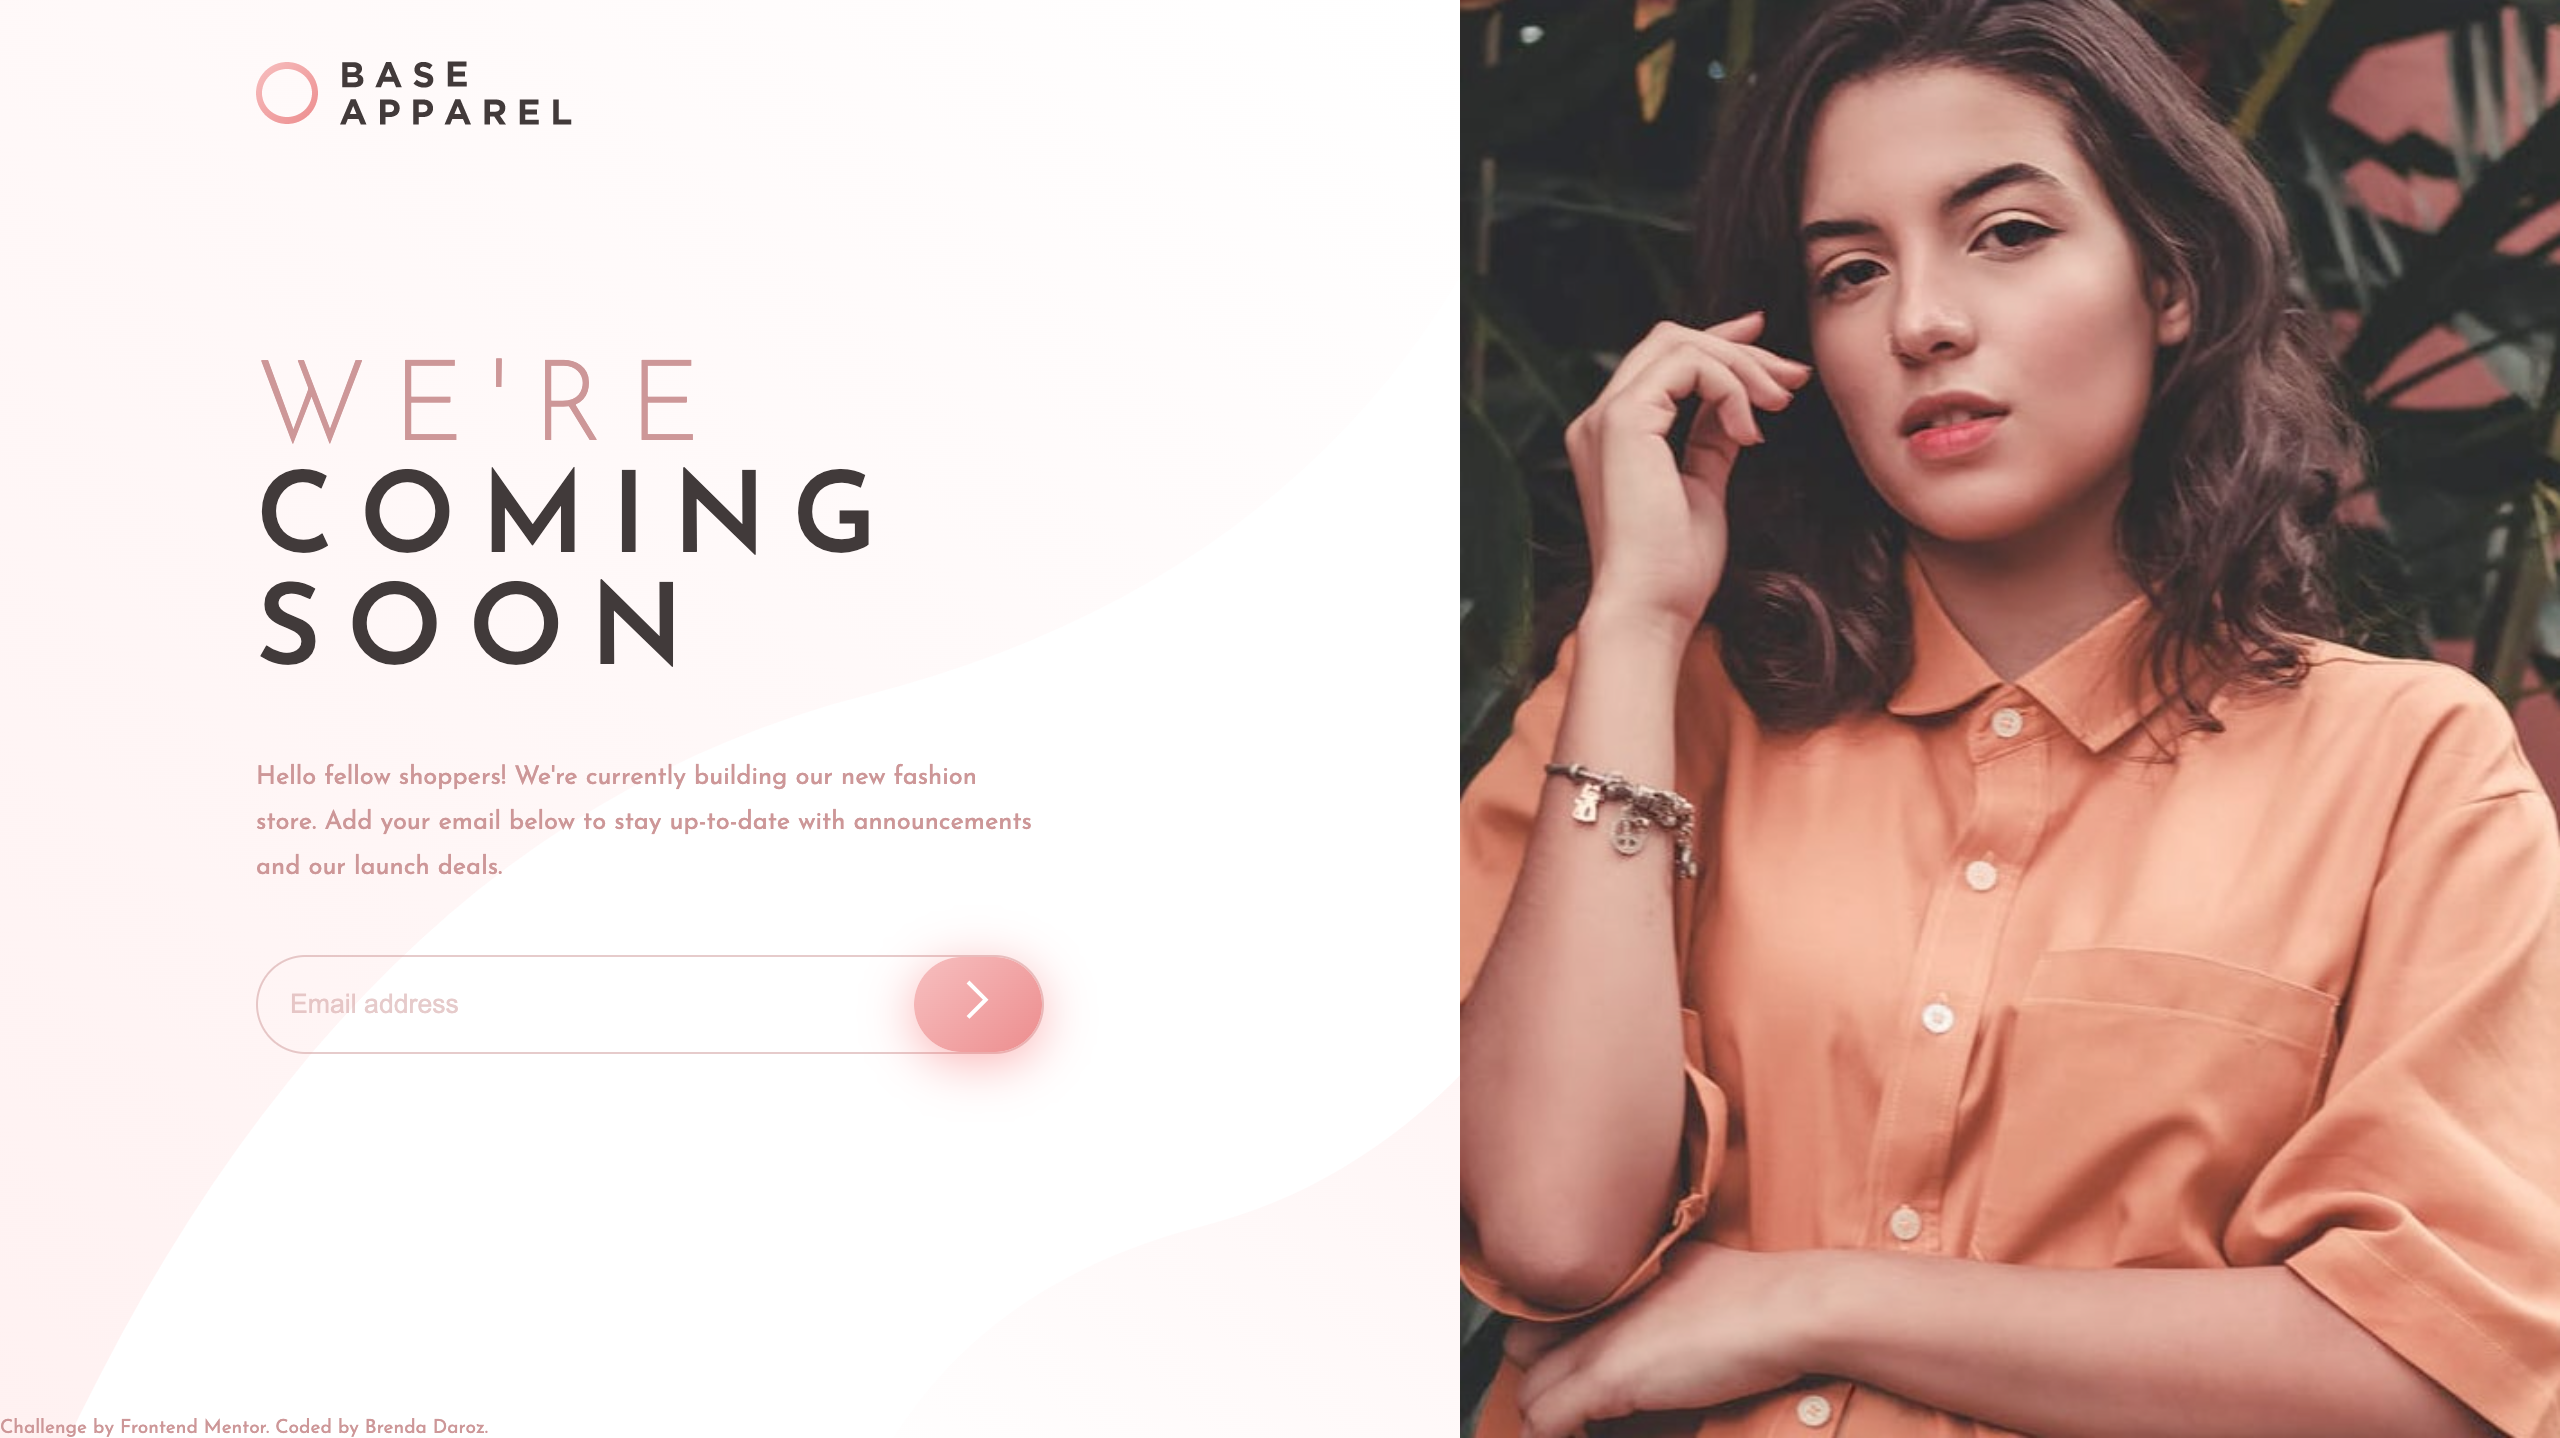 BASE
APPAREL
WE'RE
COMING
SOON
Hello fellow shoppers! We're currently building our new fashion
store. Add your email below to stay up-to-date with announcements
and our launch deals.
Email address
Challenge by Frontend Mentor. Coded by Brenda Daroz.